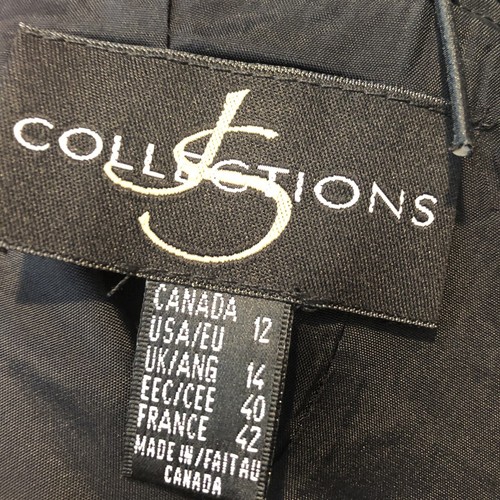 JS
COLLECTIONS
CANADA
USA/EU 12
UK/ANG 14
EEC/CEE 40
FRANCE 42
MADE IN/FAIT AU
CANADA